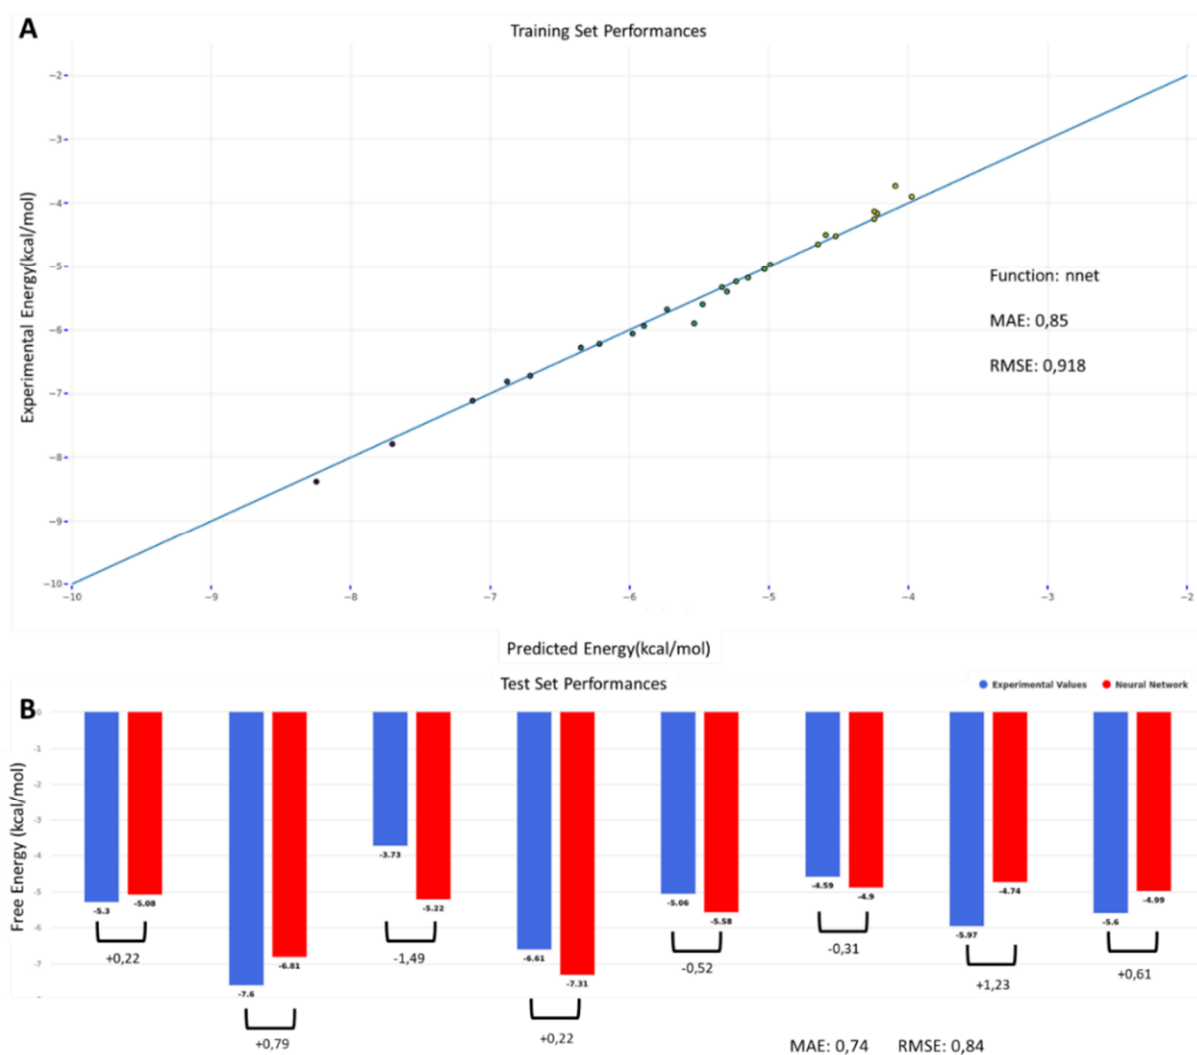 A
Training Set Performances
Experimental Energy(kcal/mol)
−2
−3
−4
−5
−6
−7
−8
−9
−10
Function: nnet
MAE: 0,85
RMSE: 0,918
−10 −9 −8 −7 −6 −5 −4 −3 −2
Predicted Energy(kcal/mol)
Test Set Performances
Experimental Values Neural Network
B
Free Energy (kcal/mol)
0
-1
-2
-3
-4
-5
-6
-7
-5.3 -5.08
-7.6 -6.81
-3.73 -5.22
-6.61 -7.31
-5.06 -5.58
-4.59 -4.9
-5.97 -4.74
-5.6 -4.99
+0,22
+0,79
-1,49
+0,22
-0,52
-0,31
+1,23
+0,61
MAE: 0,74 RMSE: 0,84